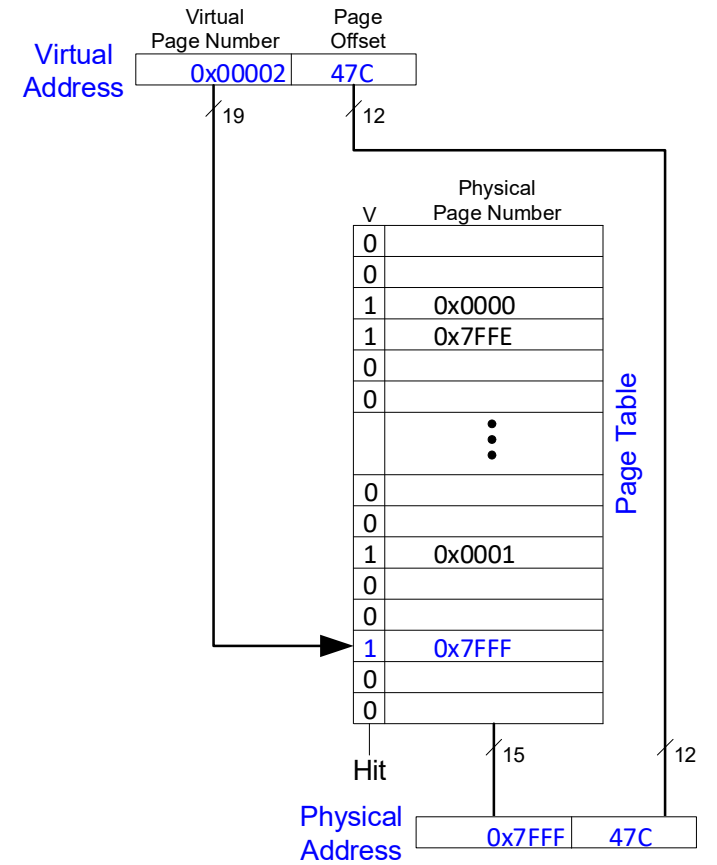 Virtual
Page Number
Page
Offset
Virtual
Address
0x00002
47C
19
12
Physical
Page Number
V
0
0
1 0x0000
1 0x7FFE
0
0
0
0
1 0x0001
0
0
1 0x7FFF
0
0
Page Table
Hit
15
12
Physical
Address
0x7FFF
47C